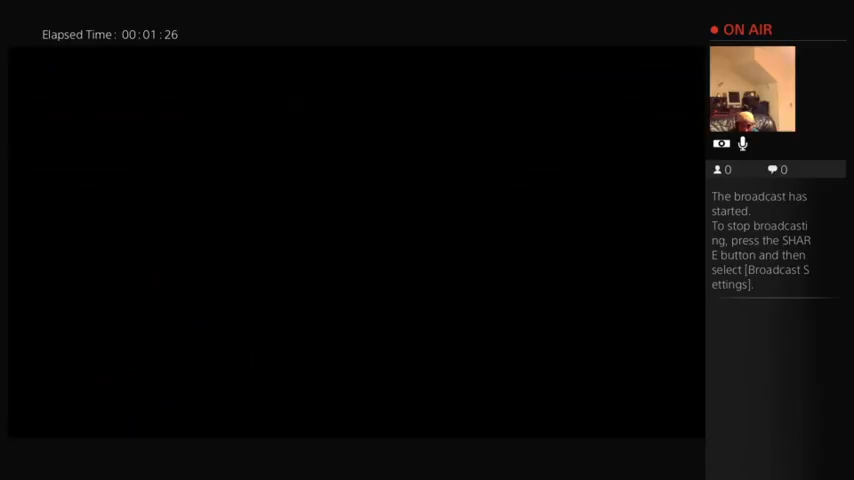 Elapsed Time: 00:01:26
ON AIR
0 0
The broadcast has
started.
To stop broadcasti
ng, press the SHAR
E button and then
select [Broadcast S
ettings].